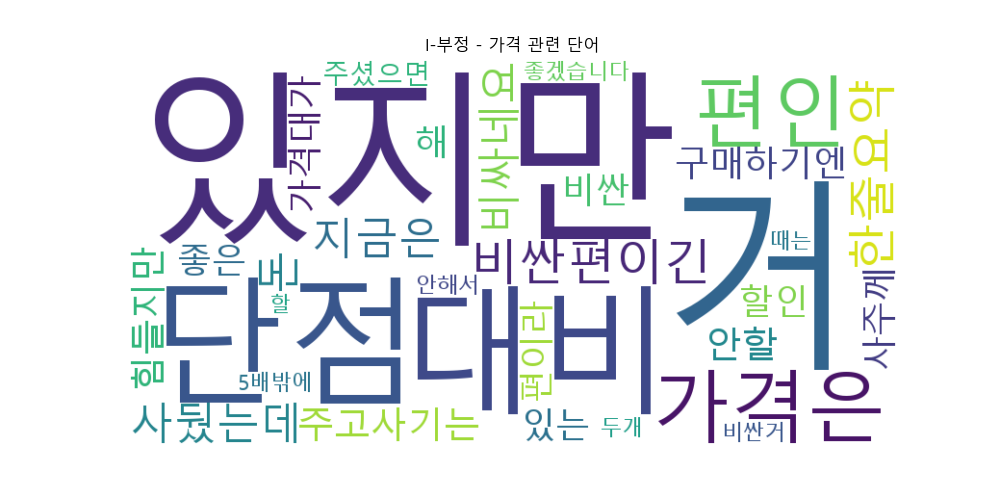 I-부정 - 가격 관련 단어
주셨으면
좋겠습니다
있지만
가격대가
해
비싸네요
비싼
편인
구매하기엔
한줄요약
거
지금은
좋은
돈
비싼편이긴
때는
힘들지만
할
안해서
할인
사주께
단점
대비
편이라
안할
5배밖에
가격은
사뒀는데
주고사기는
있는
두개
비싼거